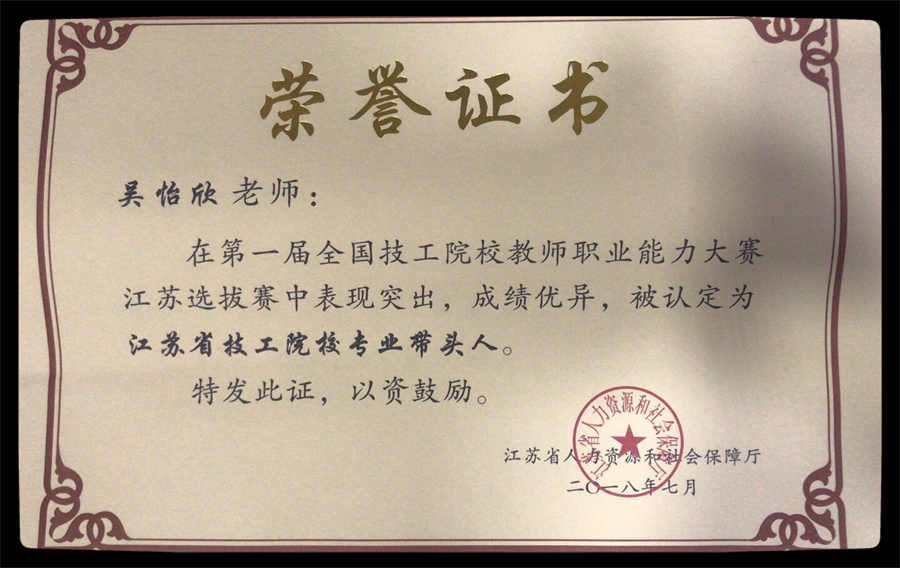 荣誉证书
吴怡欣老师：
在第一届全国技工院校教师职业能力大赛
江苏选拔赛中表现突出，成绩优异，被认定为
江苏省技工院校专业带头人。
特发此证，以资鼓励。
江苏省人力资源和社会保障厅
江苏省人力资源和社会保障厅
二〇一八年七月